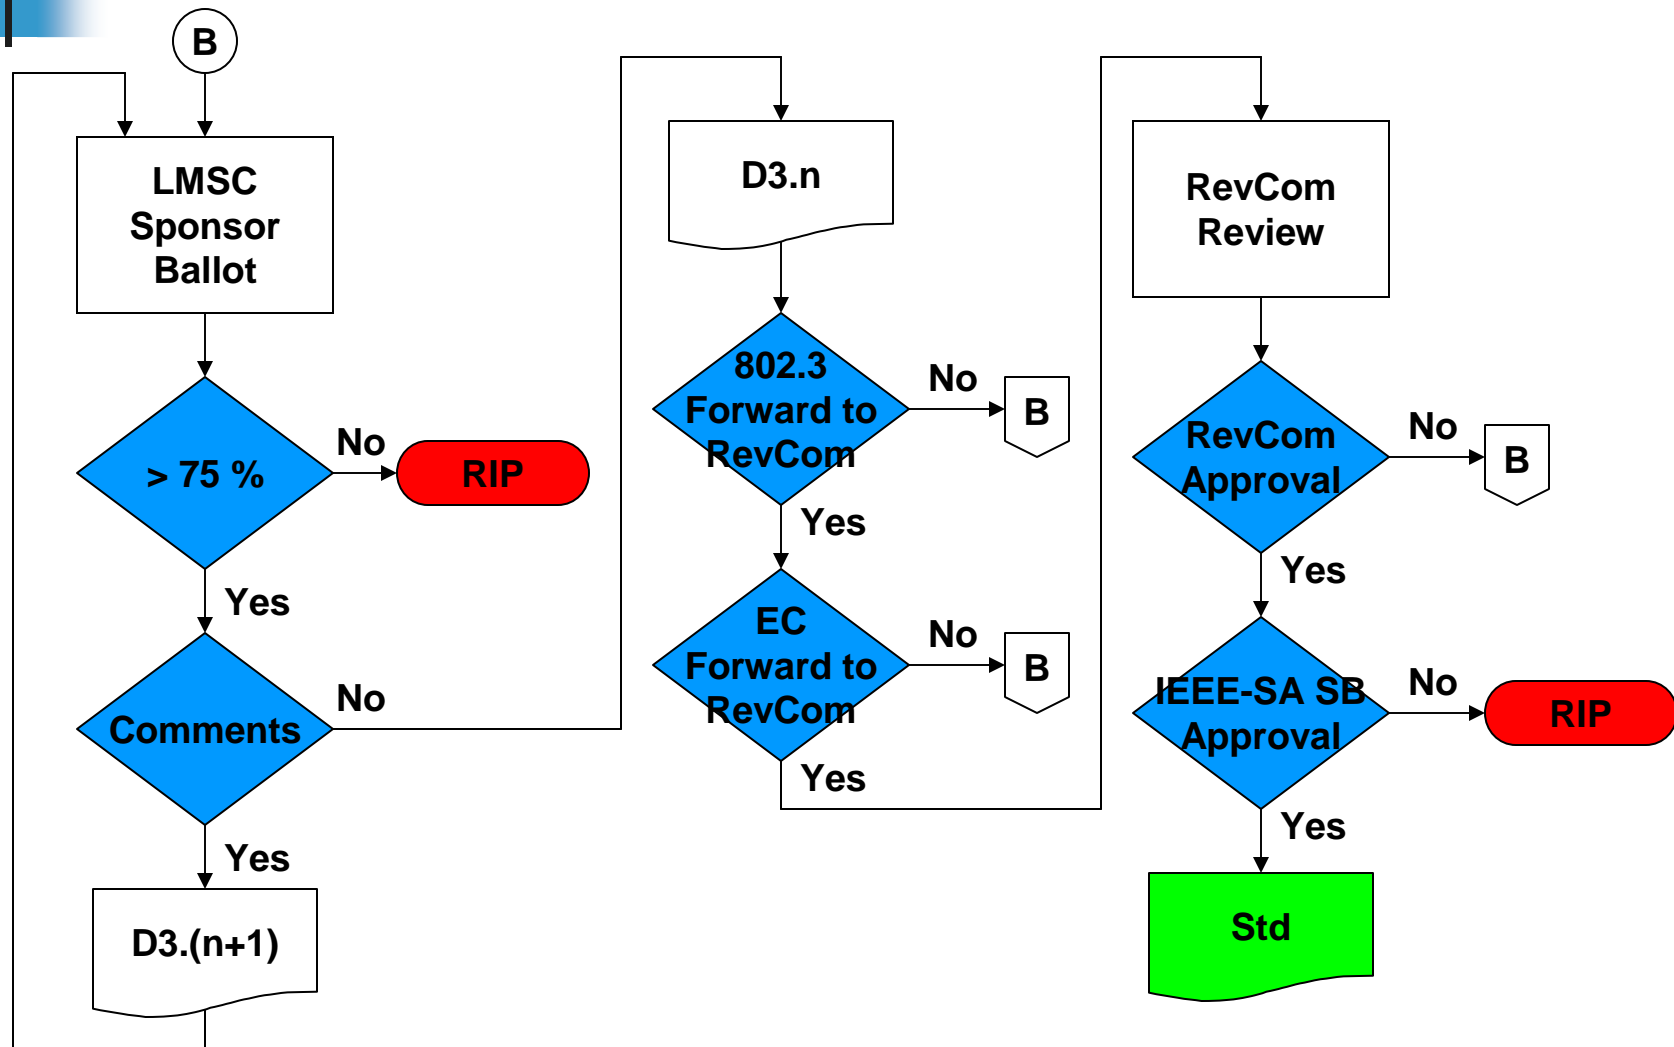 B
LMSC
Sponsor
Ballot
> 75 %
No
RIP
Yes
Comments
No
Yes
D3.(n+1)
D3.n
802.3
Forward to
RevCom
No
B
Yes
EC
Forward to
RevCom
No
B
Yes
RevCom
Review
RevCom
Approval
No
B
Yes
IEEE-SA SB
Approval
No
RIP
Yes
Std